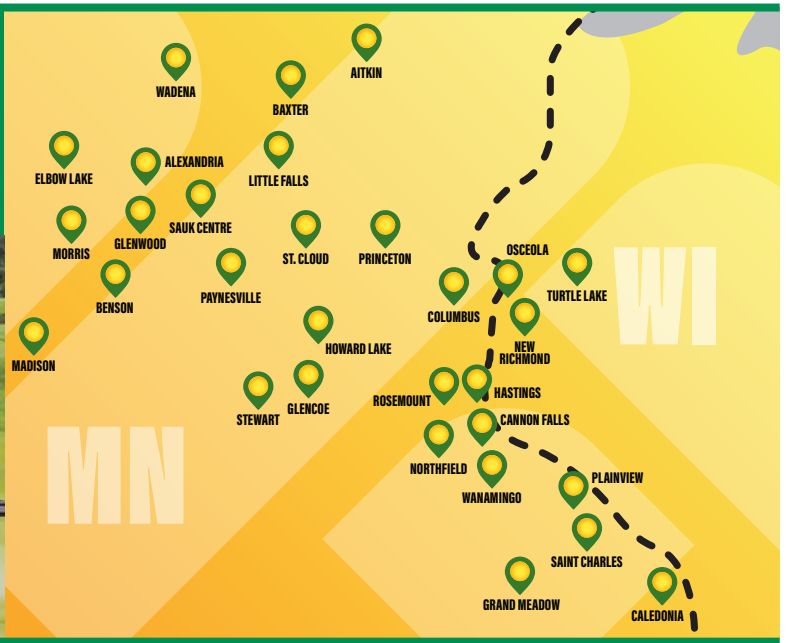 AITKIN
WADENA
BAXTER
ALEXANDRIA
ELBOW LAKE
LITTLE FALLS
SAUK CENTRE
GLENWOOD
MORRIS
OSCEOLA
ST. CLOUD
PRINCETON
WI
TURTLE LAKE
PAYNESVILLE
BENSON
COLUMBUS
NEW
RICHMOND
HOWARD LAKE
MADISON
HASTINGS
ROSEMOUNT
GLENCOE
STEWART
CANNON FALLS
MN
NORTHFIELD
PLAINVIEW
WANAMINGO
SAINT CHARLES
GRAND MEADOW
CALEDONIA